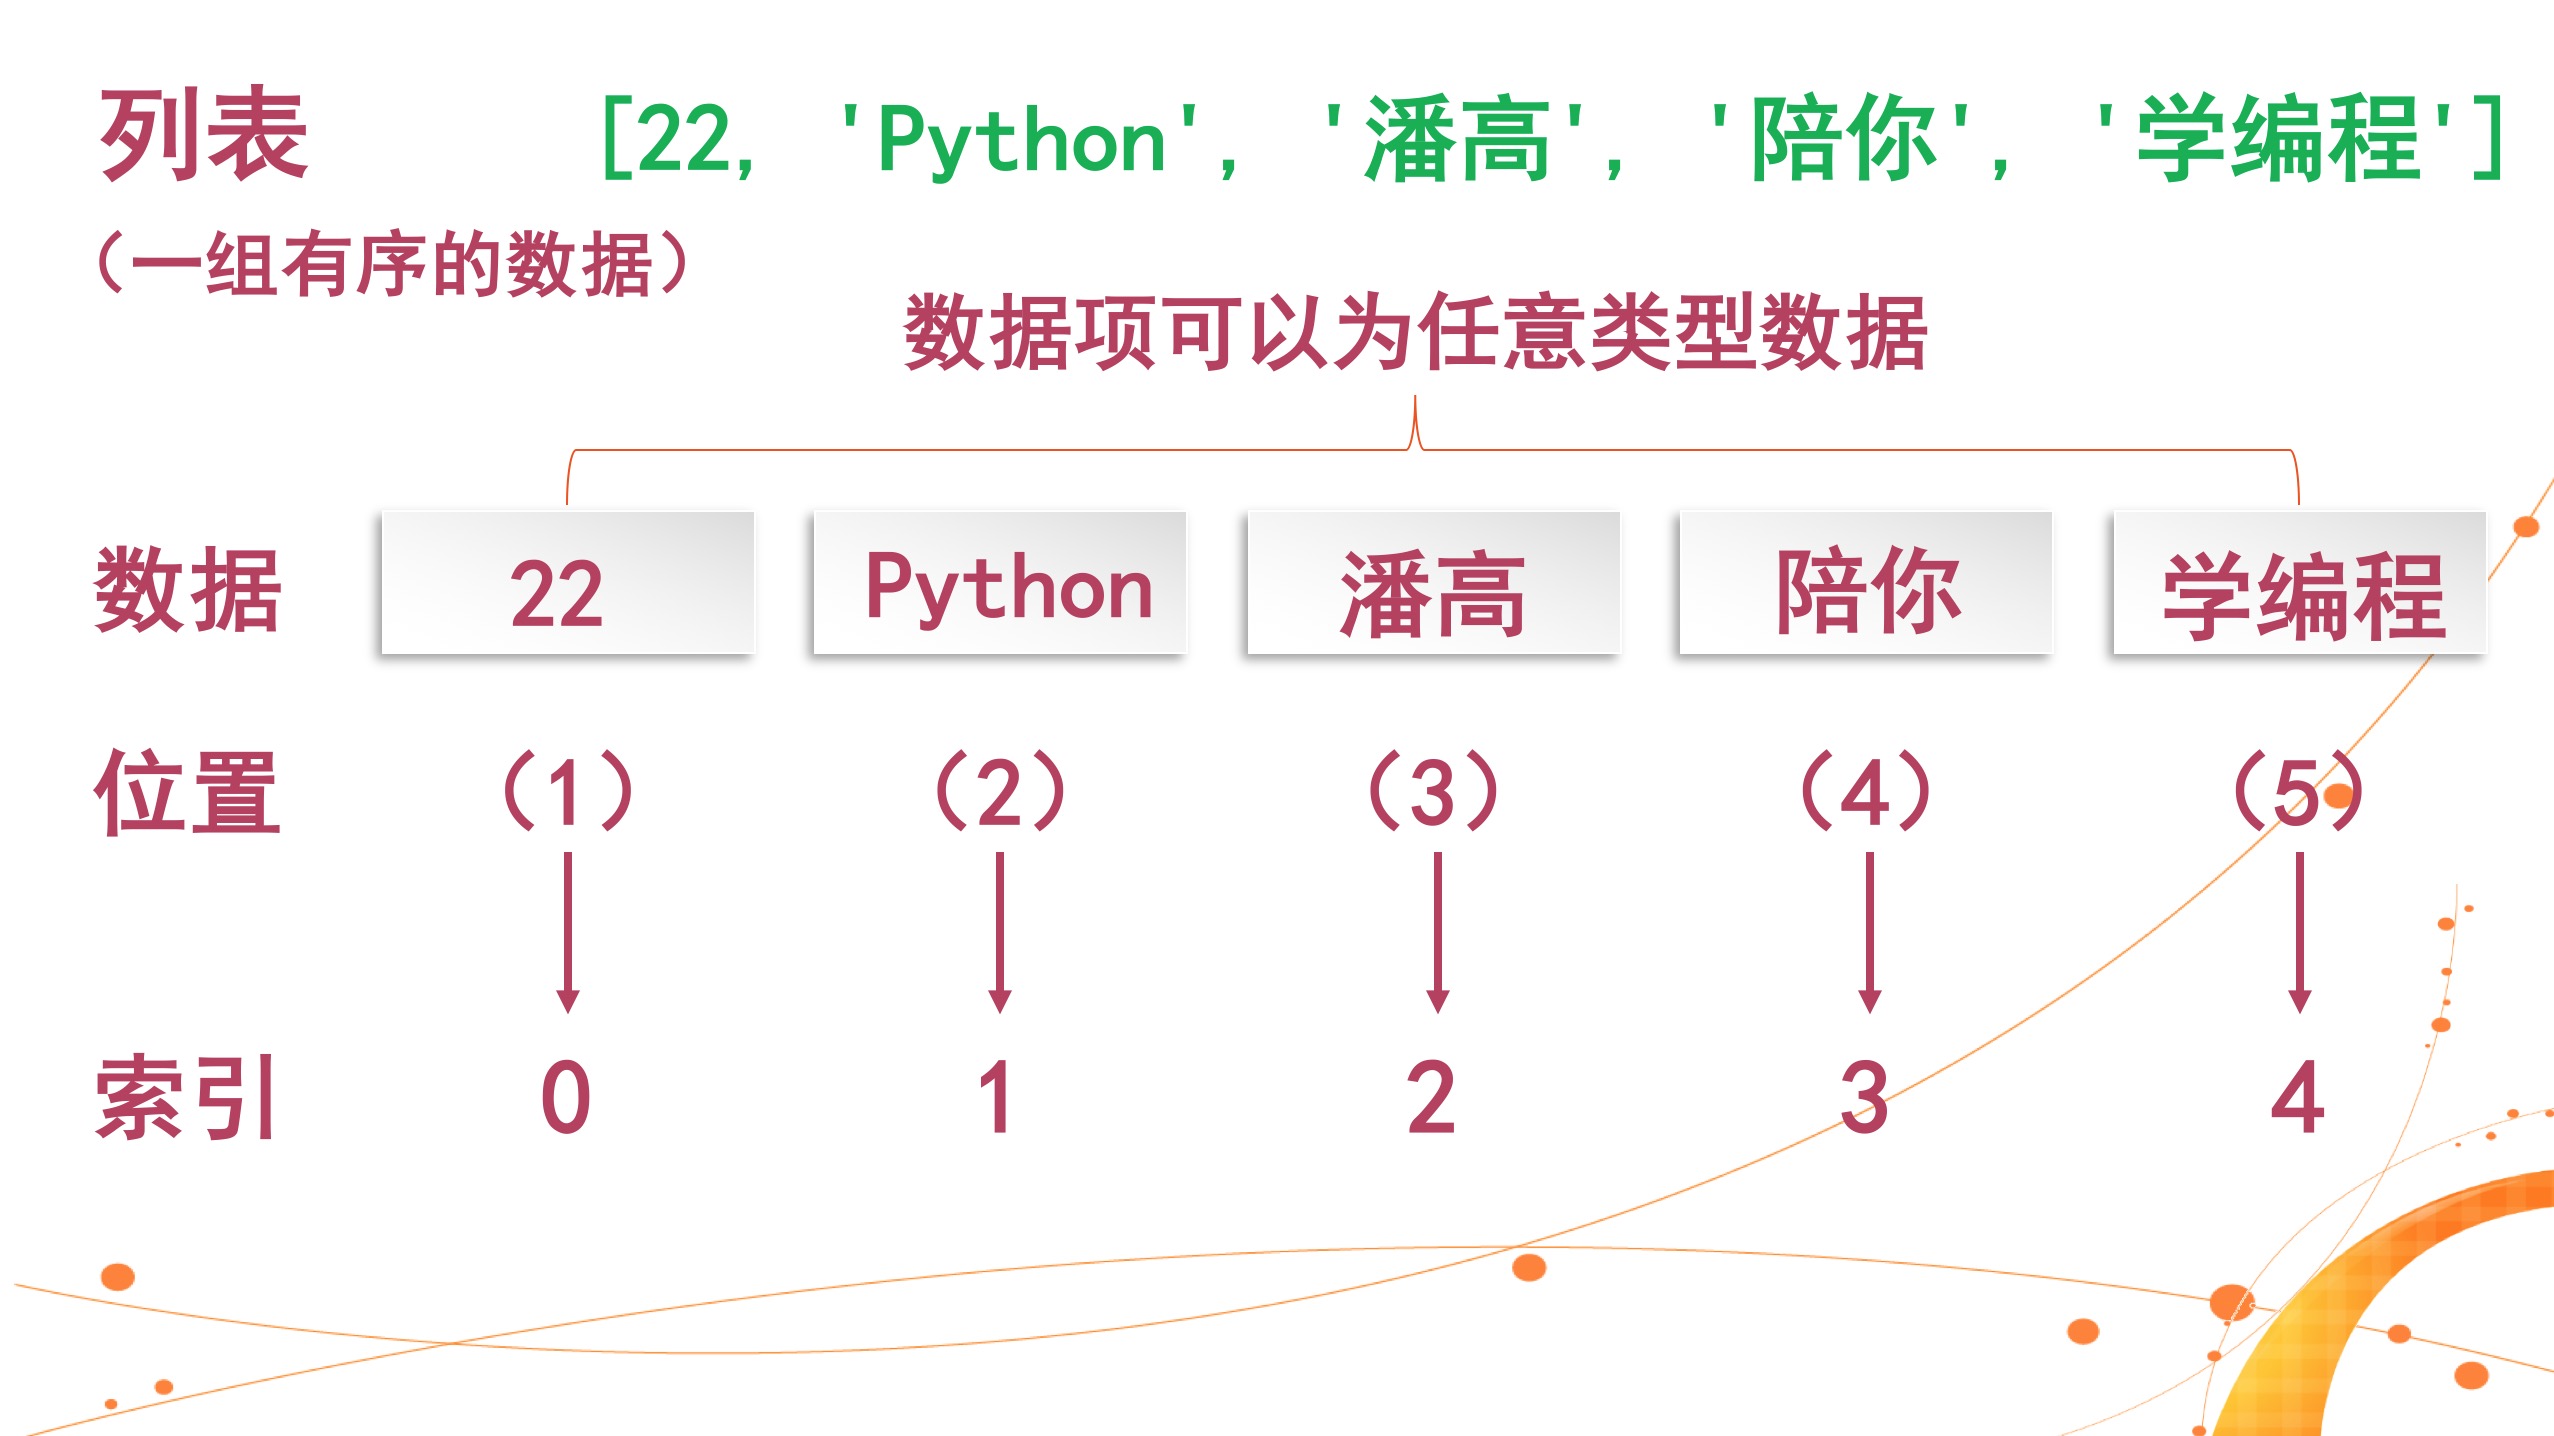 列表 [22, 'Python', '潘高', '陪你', '学编程']
（一组有序的数据）
数据项可以为任意类型数据
数据 22 Python 潘高 陪你 学编程
位置 （1） （2） （3） （4） （5）
索引 0 1 2 3 4